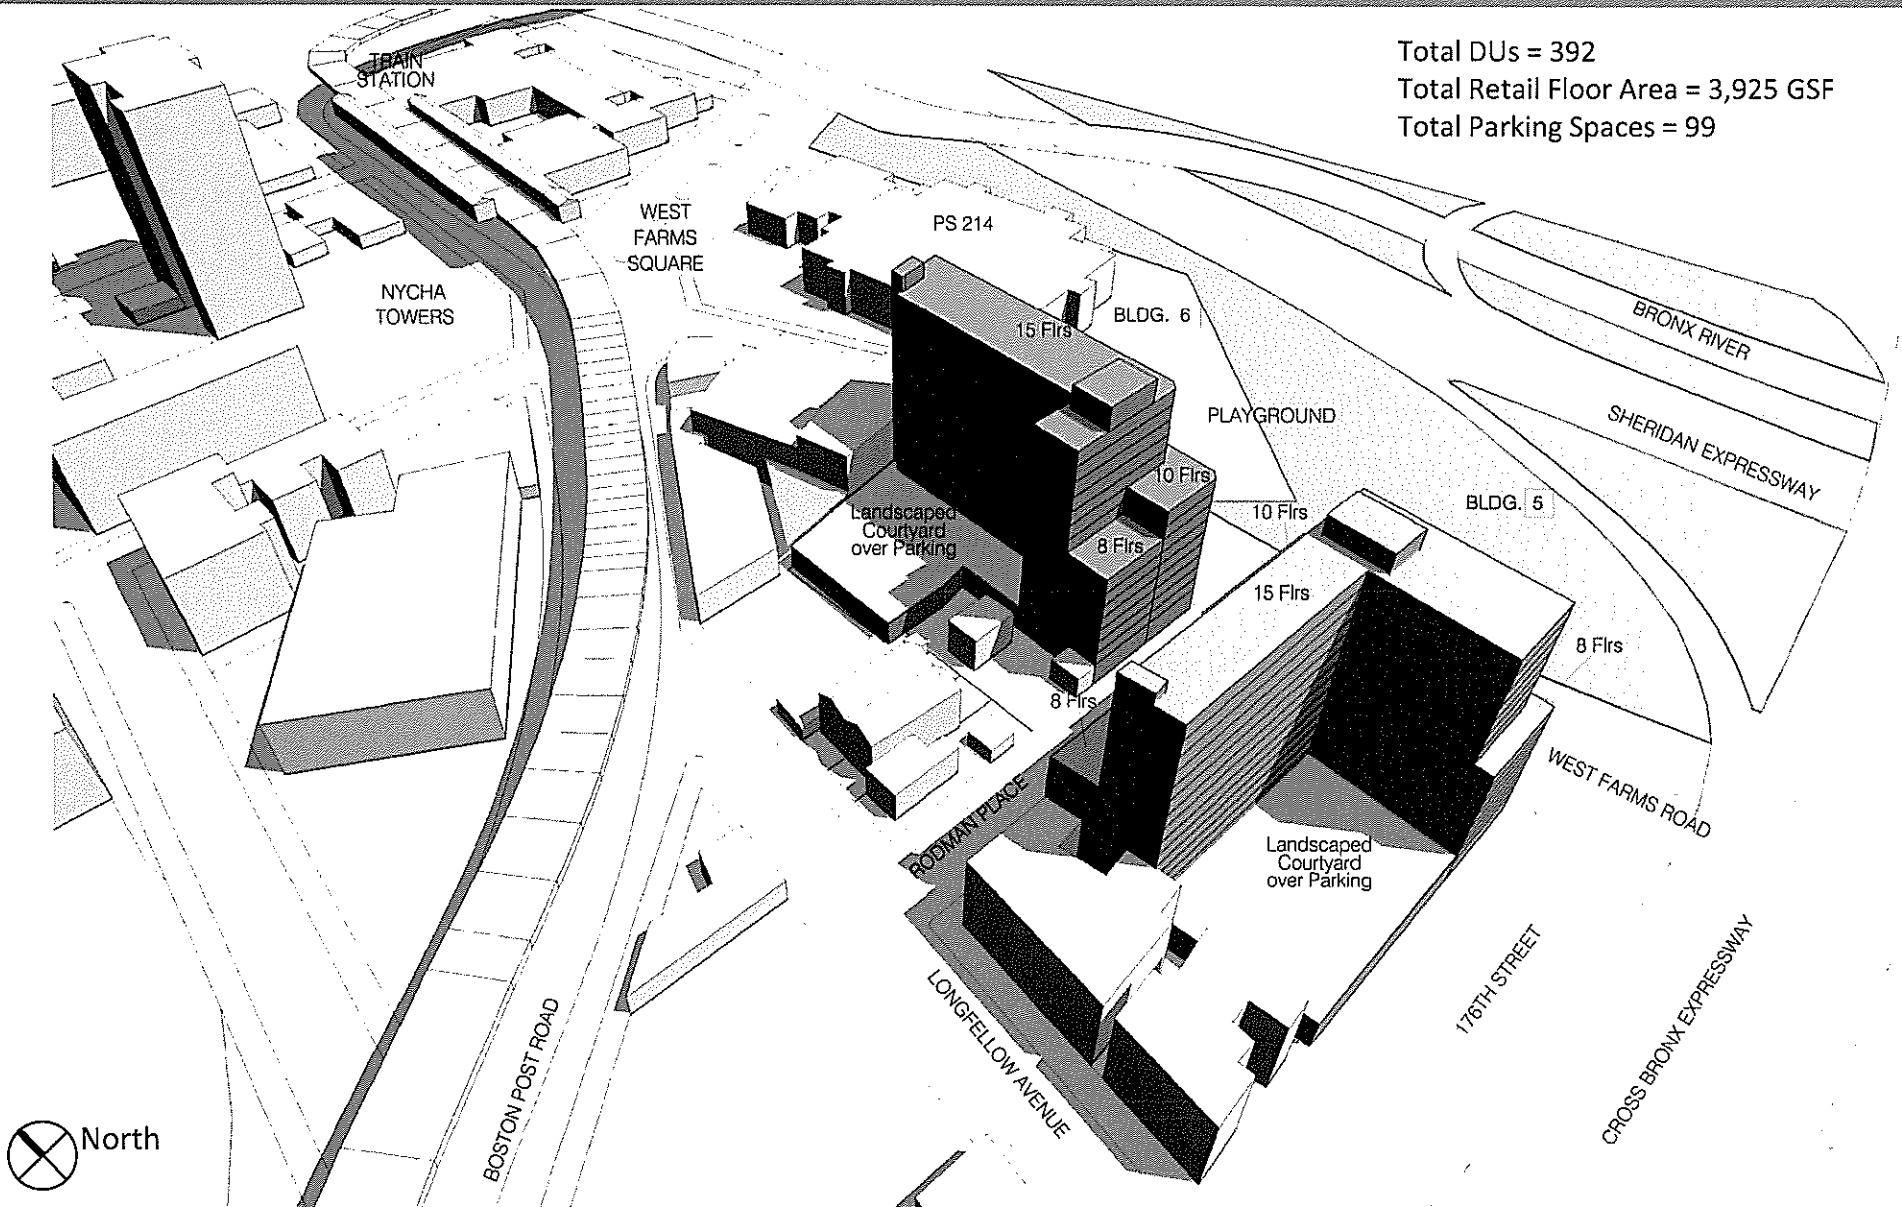 Total DUs = 392
Total Retail Floor Area = 3,925 GSF
Total Parking Spaces = 99
TRAIN
STATION
WEST
FARMS
SQUARE
PS 214
NYCHA
TOWERS
BLDG. 6
15 Flrs
BRONX RIVER
PLAYGROUND
SHERIDAN EXPRESSWAY
10 Flrs
BLDG. 5
10 Flrs
Landscaped
Courtyard
over Parking
8 Flrs
15 Flrs
8 Flrs
8 Flrs
WEST FARMS ROAD
RODMAN PLACE
Landscaped
Courtyard
over Parking
176TH STREET
CROSS BRONX EXPRESSWAY
LONGFELLOW AVENUE
BOSTON POST ROAD
North